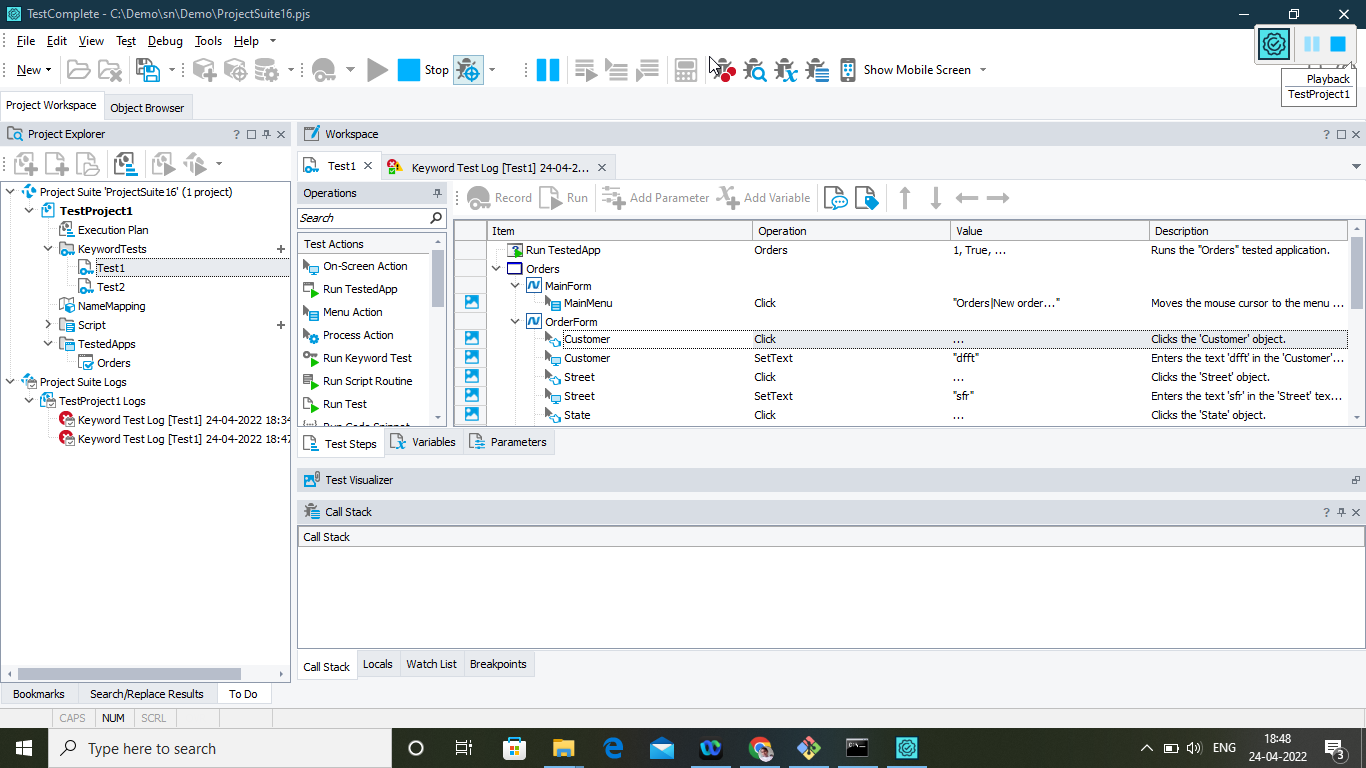 TestComplete - C:\Demo\sn\Demo\ProjectSuite16.pjs
File Edit View Test Debug Tools Help
New
Stop
Show Mobile Screen
Playback
TestProject1
Project Workspace
Object Browser
Project Explorer
?
Workspace
?
Project Suite 'ProjectSuite16' (1 project)
TestProject1
Execution Plan
KeywordTests
Test1
Test2
NameMapping
Script
TestedApps
Orders
Project Suite Logs
TestProject1 Logs
Keyword Test Log [Test1] 24-04-2022 18:34
Keyword Test Log [Test1] 24-04-2022 18:47
Test1
Keyword Test Log [Test1] 24-04-2...
Operations
Search
Test Actions
On-Screen Action
Run TestedApp
Menu Action
Process Action
Run Keyword Test
Run Script Routine
Run Test
Run Code Snippet
Record Run Add Parameter Add Variable
Item Operation Value Description
Run TestedApp Orders 1, True, ... Runs the "Orders" tested application.
Orders
MainForm
MainMenu Click "Orders|New order..." Moves the mouse cursor to the menu ...
OrderForm
Customer Click ... Clicks the 'Customer' object.
Customer SetText "dfft" Enters the text 'dfft' in the 'Customer'...
Street Click ... Clicks the 'Street' object.
Street SetText "sfr" Enters the text 'sfr' in the 'Street' tex...
State Click ... Clicks the 'State' object.
Test Steps Variables Parameters
Test Visualizer
Call Stack
?
Call Stack
Call Stack Locals Watch List Breakpoints
Bookmarks Search/Replace Results To Do
CAPS NUM SCRL
Type here to search
ENG
18:48
24-04-2022
3